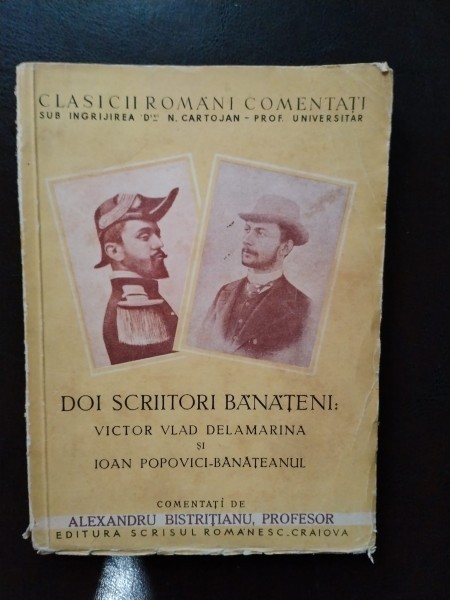 CLASICII ROMÂNI COMENTAȚI
SUB INGRIJIREA D-LUI N. CARTOJAN - PROF. UNIVERSITAR
DOI SCRIITORI BĂNĂȚENI:
VICTOR VLAD DELAMARINA
ȘI
IOAN POPOVICI-BĂNĂȚEANUL
COMENTAȚI DE
ALEXANDRU BISTRIȚIANU, PROFESOR
EDITURA SCRISUL ROMÂNESC.CRAIOVA